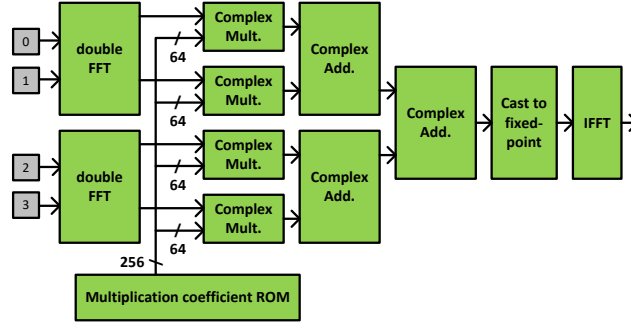 0
1
2
3
double
FFT
double
FFT
64
64
64
64
256
Complex
Mult.
Complex
Mult.
Complex
Mult.
Complex
Mult.
Complex
Add.
Complex
Add.
Complex
Add.
Cast to
fixed-
point
IFFT
Multiplication coefficient ROM